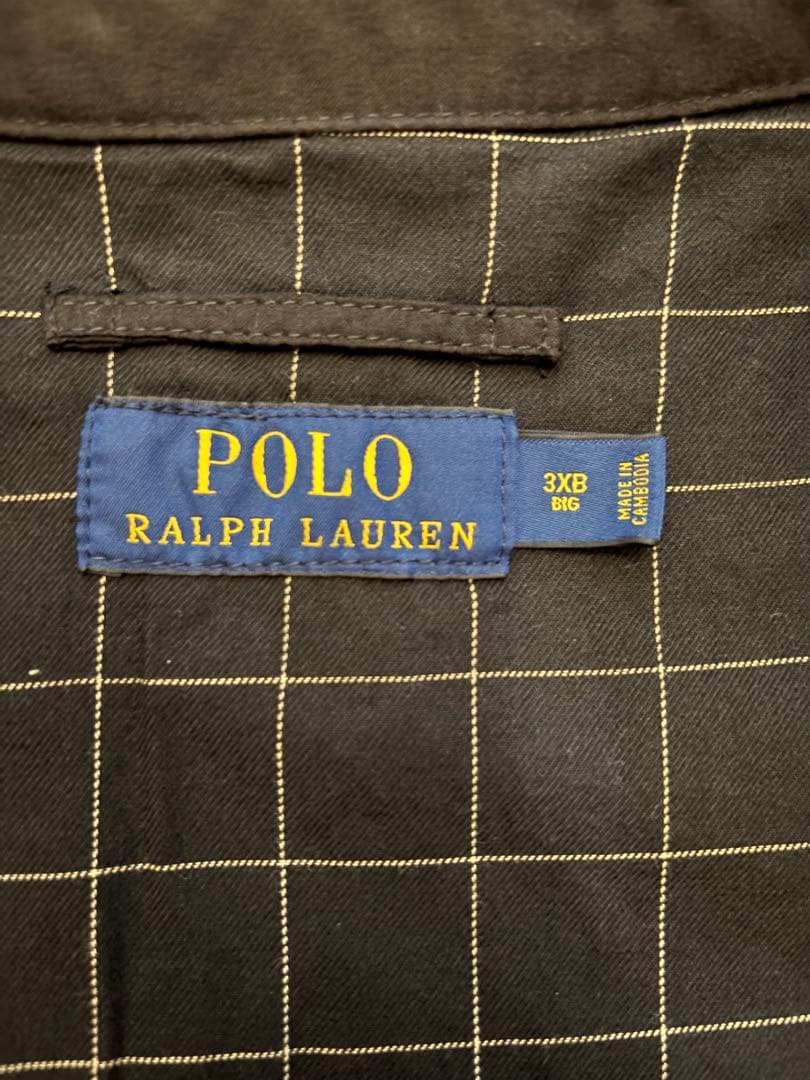 POLO
RALPH LAUREN
3XB
BIG
MADE IN
CAMBODIA